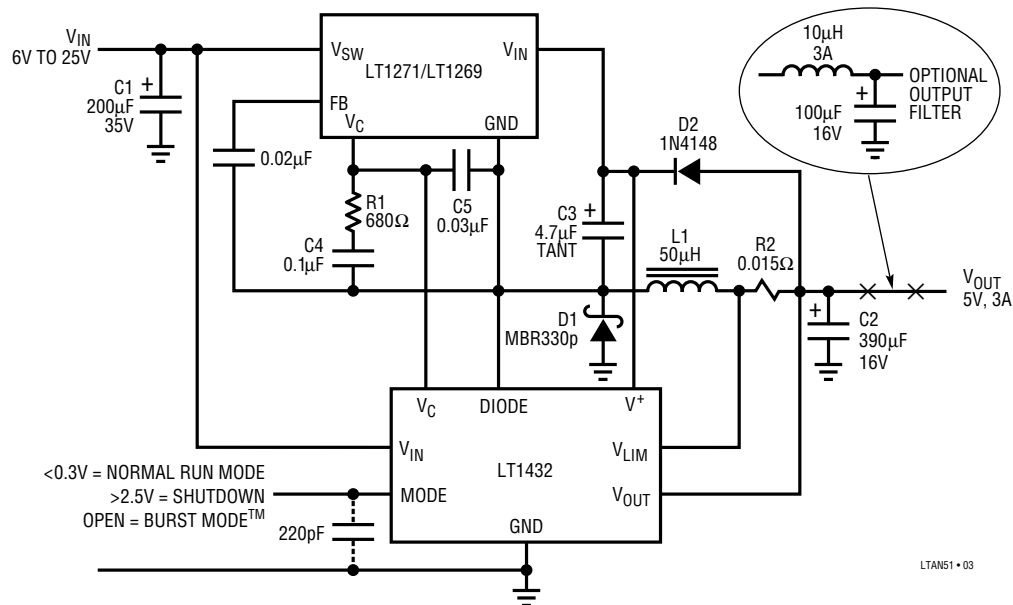 VIN
6V TO 25V
C1
200µF
35V
+
VSW
LT1271/LT1269
VIN
FB
VC
GND
0.02µF
R1
680Ω
C4
0.1µF
C5
0.03µF
C3
4.7µF
TANT
+
D2
1N4148
L1
50µH
R2
0.015Ω
10µH
3A
100µF
16V
+
OPTIONAL
OUTPUT
FILTER
VOUT
5V, 3A
+
C2
390µF
16V
D1
MBR330p
VC
DIODE
V+
VIN
LT1432
VLIM
MODE
VOUT
GND
<0.3V = NORMAL RUN MODE
>2.5V = SHUTDOWN
OPEN = BURST MODE™
220pF
LTAN51 • 03